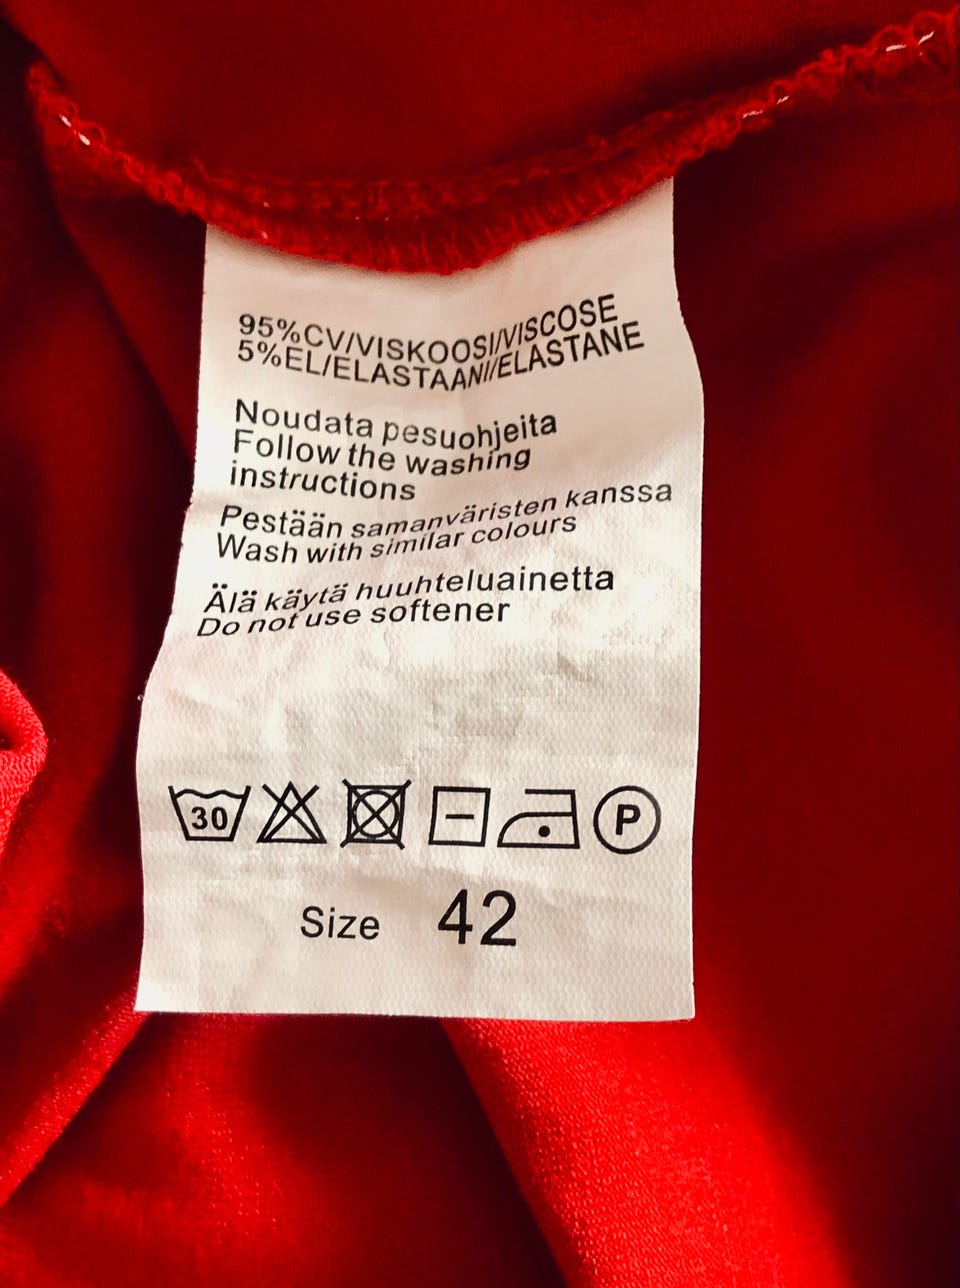 95%CV/VISKOOSI/VISCOSE
5%EL/ELASTAANI/ELASTANE
Noudata pesuohjeita
Follow the washing
instructions
Pestään samanväristen kanssa
Wash with similar colours
Älä käytä huuhteluainetta
Do not use softener
30 P
Size 42